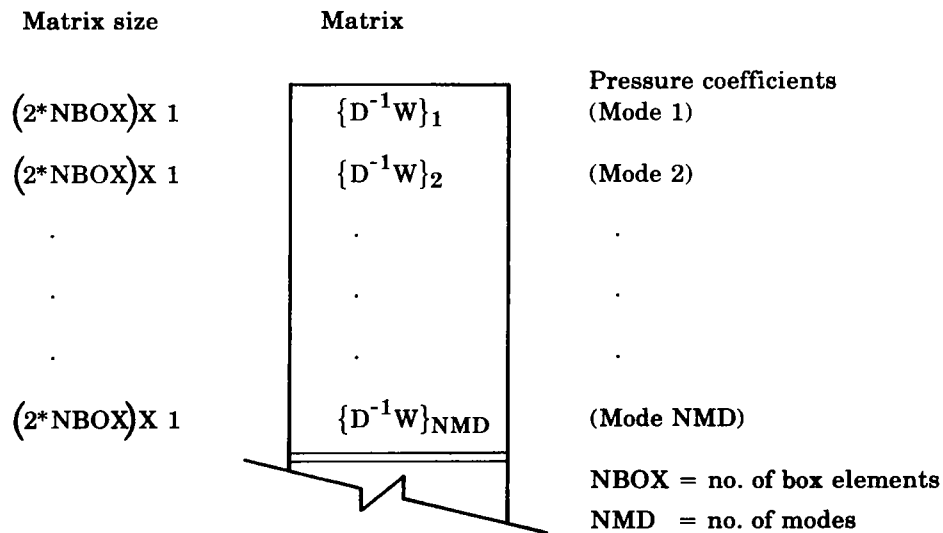 Matrix size Matrix
Pressure coefficients
(2*NBOX)X 1 {D⁻¹W}₁ (Mode 1)
(2*NBOX)X 1 {D⁻¹W}₂ (Mode 2)
. . .
. . .
. . .
(2*NBOX)X 1 {D⁻¹W}NMD (Mode NMD)
NBOX = no. of box elements
NMD = no. of modes